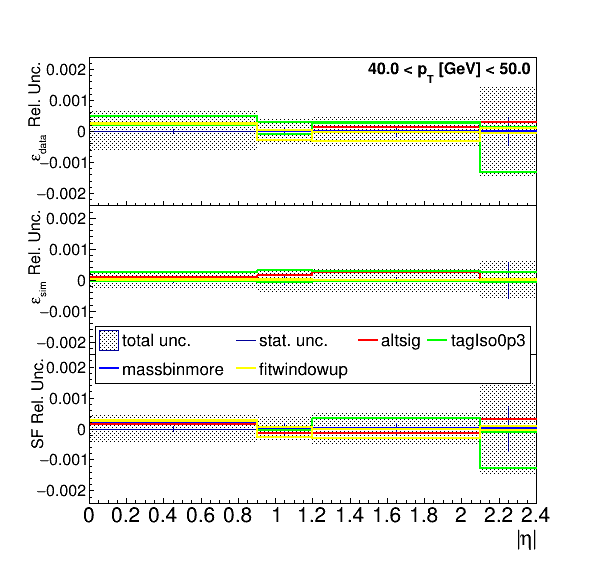 40.0 < p_T [GeV] < 50.0
ε_data Rel. Unc.
0.002
0.001
0
−0.001
−0.002
ε_sim Rel. Unc.
0.002
0.001
0
−0.001
−0.002
total unc. stat. unc. altsig tagIso0p3
massbinmore fitwindowup
SF Rel. Unc.
0.002
0.001
0
−0.001
−0.002
0 0.2 0.4 0.6 0.8 1 1.2 1.4 1.6 1.8 2 2.2 2.4
|η|